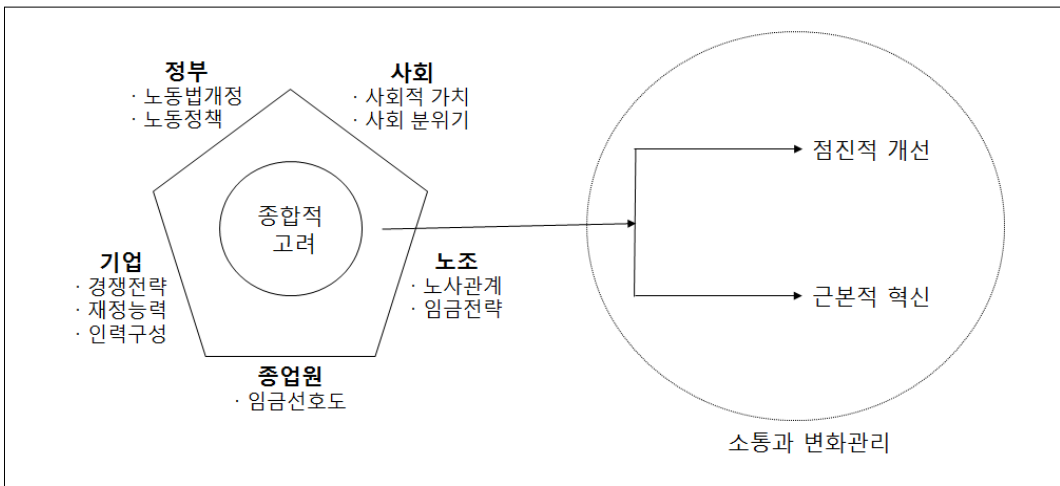 정부
· 노동법개정
· 노동정책
사회
· 사회적 가치
· 사회 분위기
종합적
고려
기업
· 경쟁전략
· 재정능력
· 인력구성
노조
· 노사관계
· 임금전략
종업원
· 임금선호도
점진적 개선
근본적 혁신
소통과 변화관리